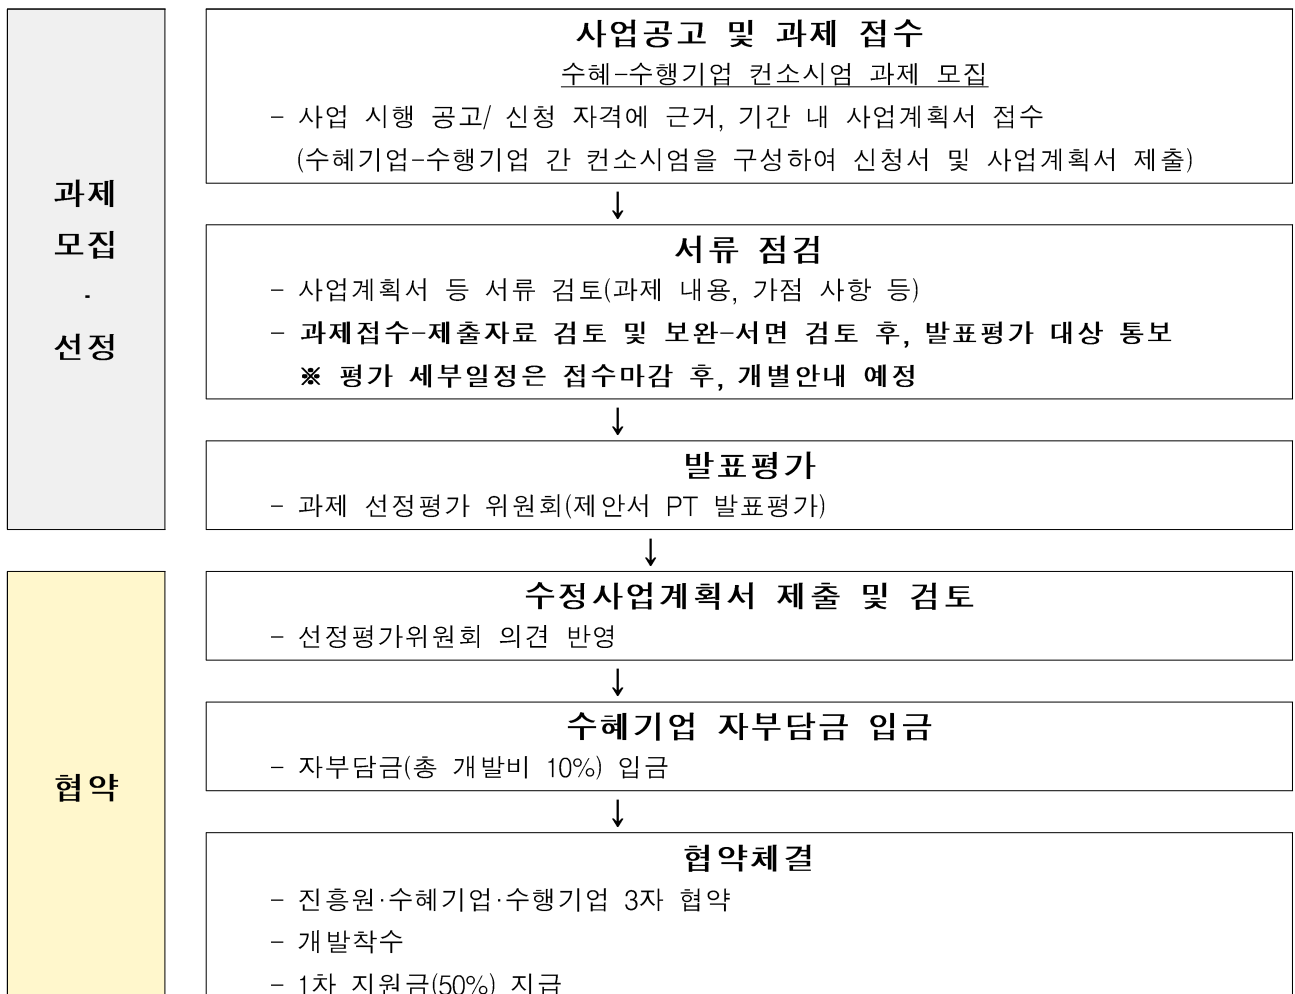 과제
모집
·
선정
사업공고 및 과제 접수
수혜-수행기업 컨소시엄 과제 모집
- 사업 시행 공고/ 신청 자격에 근거, 기간 내 사업계획서 접수
(수혜기업-수행기업 간 컨소시엄을 구성하여 신청서 및 사업계획서 제출)
↓
서류 점검
- 사업계획서 등 서류 검토(과제 내용, 가점 사항 등)
- 과제접수-제출자료 검토 및 보완-서면 검토 후, 발표평가 대상 통보
※ 평가 세부일정은 접수마감 후, 개별안내 예정
↓
발표평가
- 과제 선정평가 위원회(제안서 PT 발표평가)
↓
협약
수정사업계획서 제출 및 검토
- 선정평가위원회 의견 반영
↓
수혜기업 자부담금 입금
- 자부담금(총 개발비 10%) 입금
↓
협약체결
- 진흥원·수혜기업·수행기업 3자 협약
- 개발착수
- 1차 지원금(50%) 지급